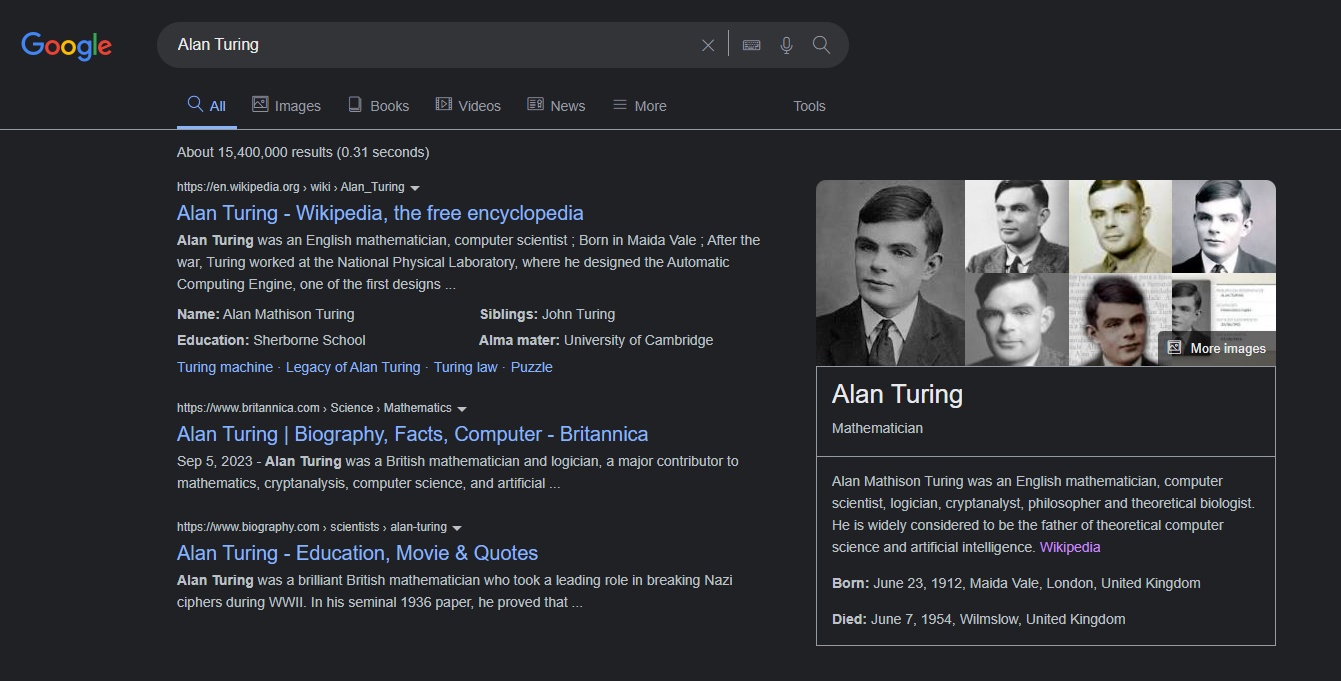 Google
Alan Turing
All Images Books Videos News More Tools
About 15,400,000 results (0.31 seconds)
https://en.wikipedia.org › wiki › Alan_Turing
Alan Turing - Wikipedia, the free encyclopedia
Alan Turing was an English mathematician, computer scientist ; Born in Maida Vale ; After the
war, Turing worked at the National Physical Laboratory, where he designed the Automatic
Computing Engine, one of the first designs ...
Name: Alan Mathison Turing Siblings: John Turing
Education: Sherborne School Alma mater: University of Cambridge
Turing machine · Legacy of Alan Turing · Turing law · Puzzle
https://www.britannica.com › Science › Mathematics
Alan Turing | Biography, Facts, Computer - Britannica
Sep 5, 2023 - Alan Turing was a British mathematician and logician, a major contributor to
mathematics, cryptanalysis, computer science, and artificial ...
https://www.biography.com › scientists › alan-turing
Alan Turing - Education, Movie & Quotes
Alan Turing was a brilliant British mathematician who took a leading role in breaking Nazi
ciphers during WWII. In his seminal 1936 paper, he proved that ...
More images
Alan Turing
Mathematician
Alan Mathison Turing was an English mathematician, computer
scientist, logician, cryptanalyst, philosopher and theoretical biologist.
He is widely considered to be the father of theoretical computer
science and artificial intelligence. Wikipedia
Born: June 23, 1912, Maida Vale, London, United Kingdom
Died: June 7, 1954, Wilmslow, United Kingdom